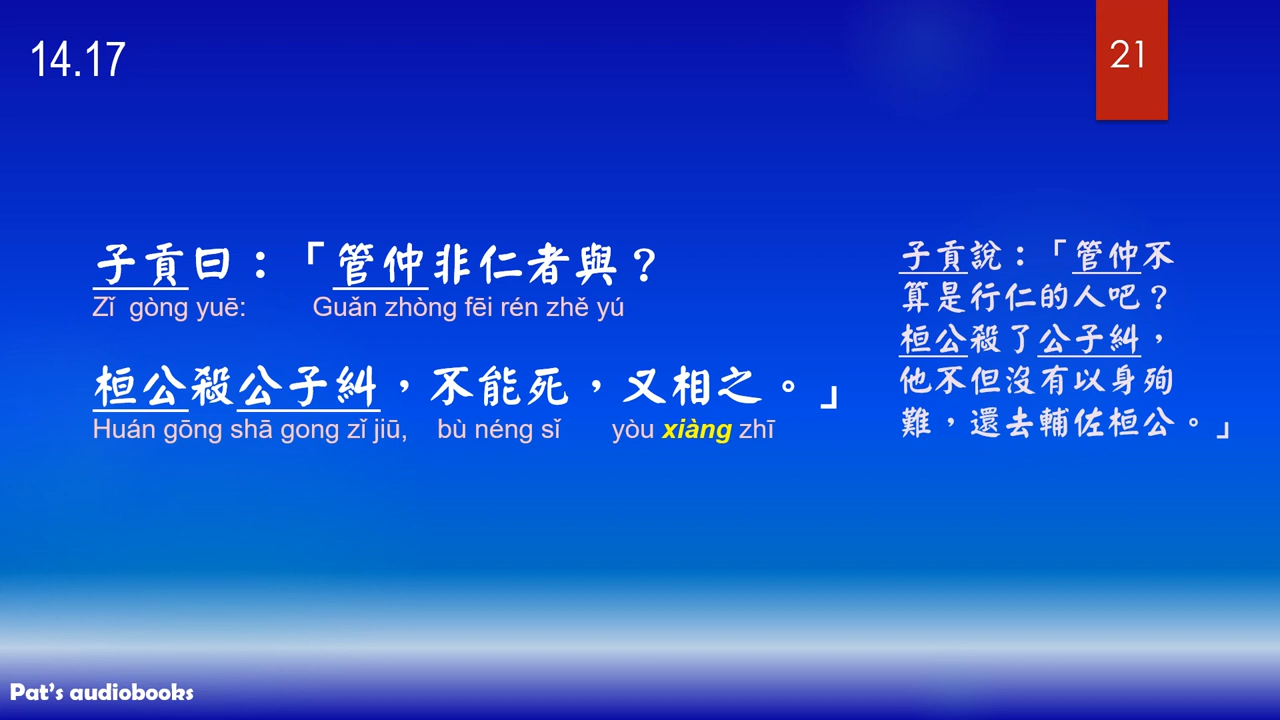 14.17
21
子貢曰：「管仲非仁者與？
Zǐ gòng yuē: Guǎn zhòng fēi rén zhě yú
桓公殺公子糾，不能死，又相之。」
Huán gōng shā gong zǐ jiū, bù néng sǐ yòu xiàng zhī
子貢說：「管仲不
算是行仁的人吧？
桓公殺了公子糾，
他不但沒有以身殉
難，還去輔佐桓公。」
Pat's audiobooks